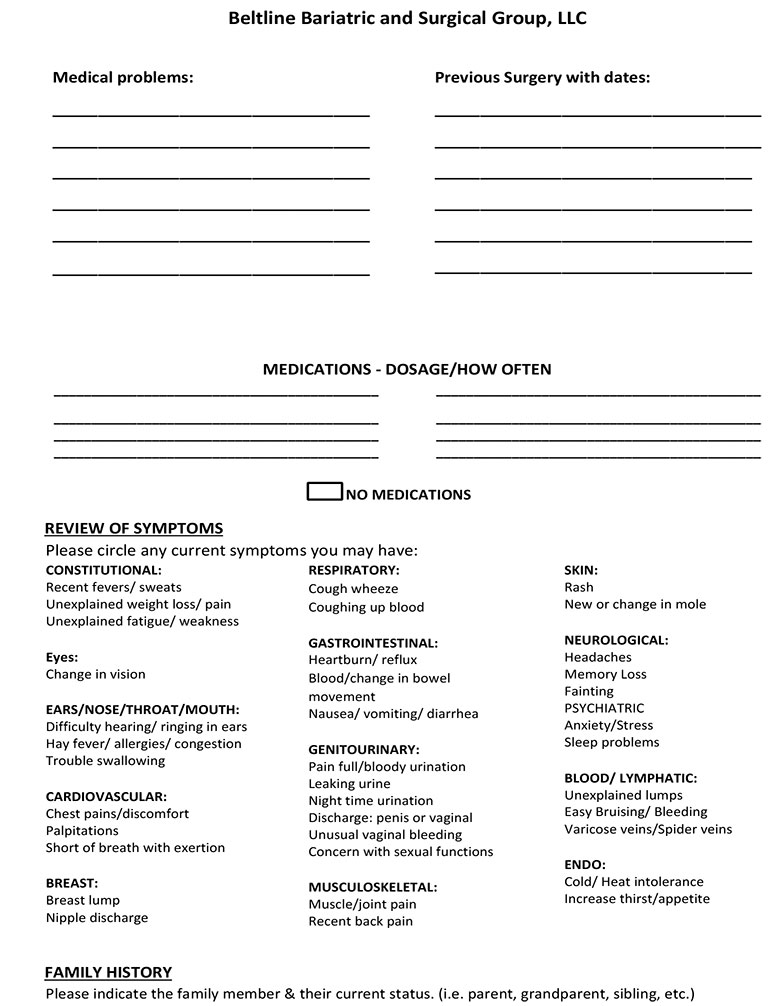 Beltline Bariatric and Surgical Group, LLC
Medical problems:
Previous Surgery with dates:
MEDICATIONS - DOSAGE/HOW OFTEN
NO MEDICATIONS
REVIEW OF SYMPTOMS
Please circle any current symptoms you may have:
CONSTITUTIONAL:
Recent fevers/ sweats
Unexplained weight loss/ pain
Unexplained fatigue/ weakness
Eyes:
Change in vision
EARS/NOSE/THROAT/MOUTH:
Difficulty hearing/ ringing in ears
Hay fever/ allergies/ congestion
Trouble swallowing
CARDIOVASCULAR:
Chest pains/discomfort
Palpitations
Short of breath with exertion
BREAST:
Breast lump
Nipple discharge
RESPIRATORY:
Cough wheeze
Coughing up blood
GASTROINTESTINAL:
Heartburn/ reflux
Blood/change in bowel
movement
Nausea/ vomiting/ diarrhea
GENITOURINARY:
Pain full/bloody urination
Leaking urine
Night time urination
Discharge: penis or vaginal
Unusual vaginal bleeding
Concern with sexual functions
MUSCULOSKELETAL:
Muscle/joint pain
Recent back pain
SKIN:
Rash
New or change in mole
NEUROLOGICAL:
Headaches
Memory Loss
Fainting
PSYCHIATRIC
Anxiety/Stress
Sleep problems
BLOOD/ LYMPHATIC:
Unexplained lumps
Easy Bruising/ Bleeding
Varicose veins/Spider veins
ENDO:
Cold/ Heat intolerance
Increase thirst/appetite
FAMILY HISTORY
Please indicate the family member & their current status. (i.e. parent, grandparent, sibling, etc.)